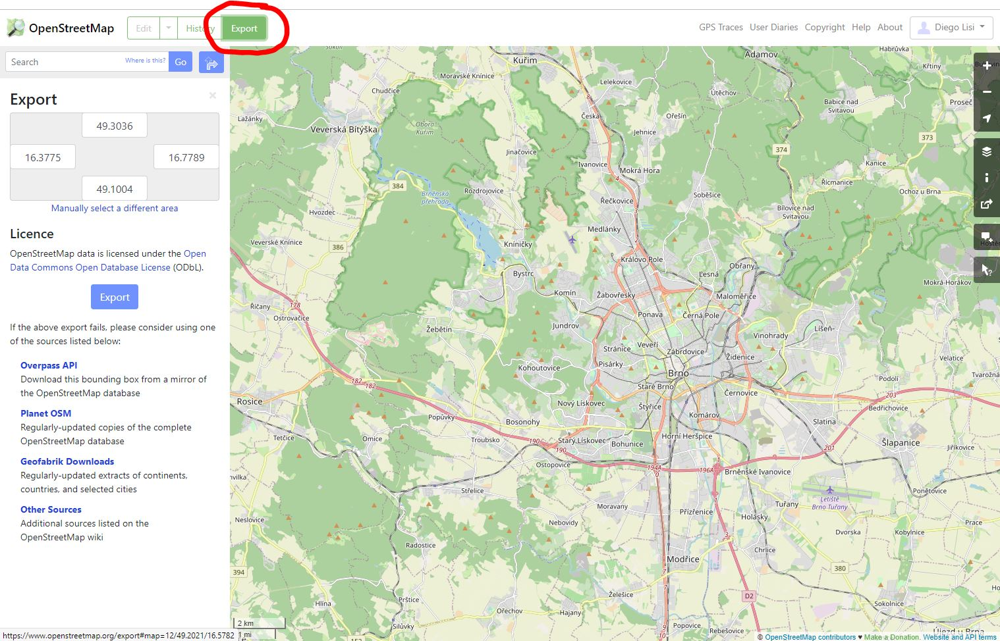 OpenStreetMap
Edit
History
Export
GPS Traces
User Diaries
Copyright
Help
About
Diego Lisi
Search
Where is this?
Go
Export
49.3036
16.3775
16.7789
49.1004
Manually select a different area
Licence
OpenStreetMap data is licensed under the Open
Data Commons Open Database License (ODbL).
Export
If the above export fails, please consider using one
of the sources listed below:
Overpass API
Download this bounding box from a mirror of
the OpenStreetMap database
Planet OSM
Regularly-updated copies of the complete
OpenStreetMap database
Geofabrik Downloads
Regularly-updated extracts of continents,
countries, and selected cities
Other Sources
Additional sources listed on the
OpenStreetMap wiki
https://www.openstreetmap.org/export#map=12/49.2021/16.5782
Sokolí
Kuřim
Adamov
Habrůvka
Křtiny
Moravské Knínice
Lelekovice
Chudčice
Útěchov
Babice nad
Svitavou
Lažánky
Veverská Bítýška
Obora
Kuřim
Česká
Ořešín
Jehnice
373
374
Jinačovice
Ivanovice
Mokrá Hora
Kanice
Řícmanice
384
Brněnská
přehrada
Rozdrojovice
Řečkovice
Soběšice
Ochoz u Brna
Bílovice nad
Svitavou
Hvozdec
Medlánky
Veverské Knínice
386
Kníničky
Královo Pole
Obřany
Lesná
Bystrc
Mokrá-Horákov
Komín
Žabovřesky
Maloměřice
Říčany
178
Ostrovačice
Ponava
Černá Pole
Žebětín
Jundrov
Líšeň
Vinohrady
Stránice
Veveří
Zábrdovice
Židenice
Velatice
Pisárky
Kohoutovice
Brno
Podolí
Tvarožná
182
182
Staré Brno
Černovice
203
Rosice
Nový Lískovec
Štýřice
Bedřichovice
Popůvky
Bosonohy
Komárov
Slatina
Tetčice
Omice
Troubsko
190
190
Starý Lískovec
Bohunice
Horní Heršpice
Šlapanice
Jiříkovice
201
Ostopovice
194A
196A
Brněnské Ivanovice
Střelice
Ponětovice
Letiště
Brno Tuřany
Moravany
Tuřany
Přízřenice
Holásky
Neslovice
Nebovidy
Dvorska
Kobylnice
Prace
Radostice
Chrlice
Modřice
394
380
Prštice
Želešice
D2
Hlína
Ořechov
Hajany
Sokolnice
Silůvky
Popovice
Rebešovice
Újezd u Brna
2 km
1 mi
© OpenStreetMap contributors ♥ Make a Donation. Website and API terms